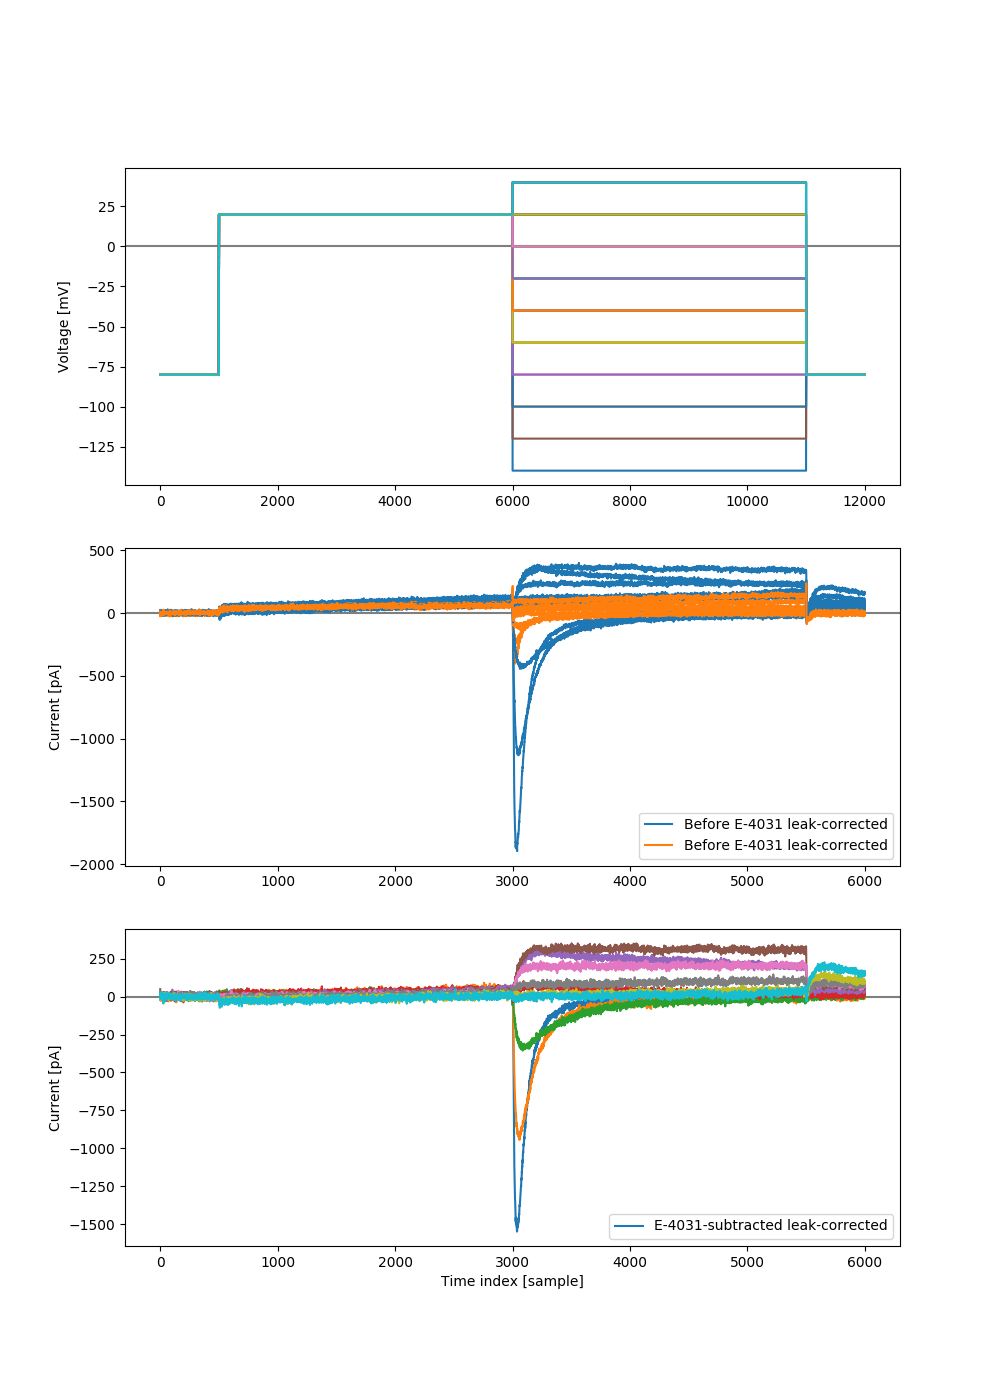 25
0
−25
−50
−75
−100
−125
Voltage [mV]
0 2000 4000 6000 8000 10000 12000
500
0
−500
−1000
−1500
−2000
Current [pA]
Before E-4031 leak-corrected
Before E-4031 leak-corrected
0 1000 2000 3000 4000 5000 6000
250
0
−250
−500
−750
−1000
−1250
−1500
Current [pA]
E-4031-subtracted leak-corrected
0 1000 2000 3000 4000 5000 6000
Time index [sample]